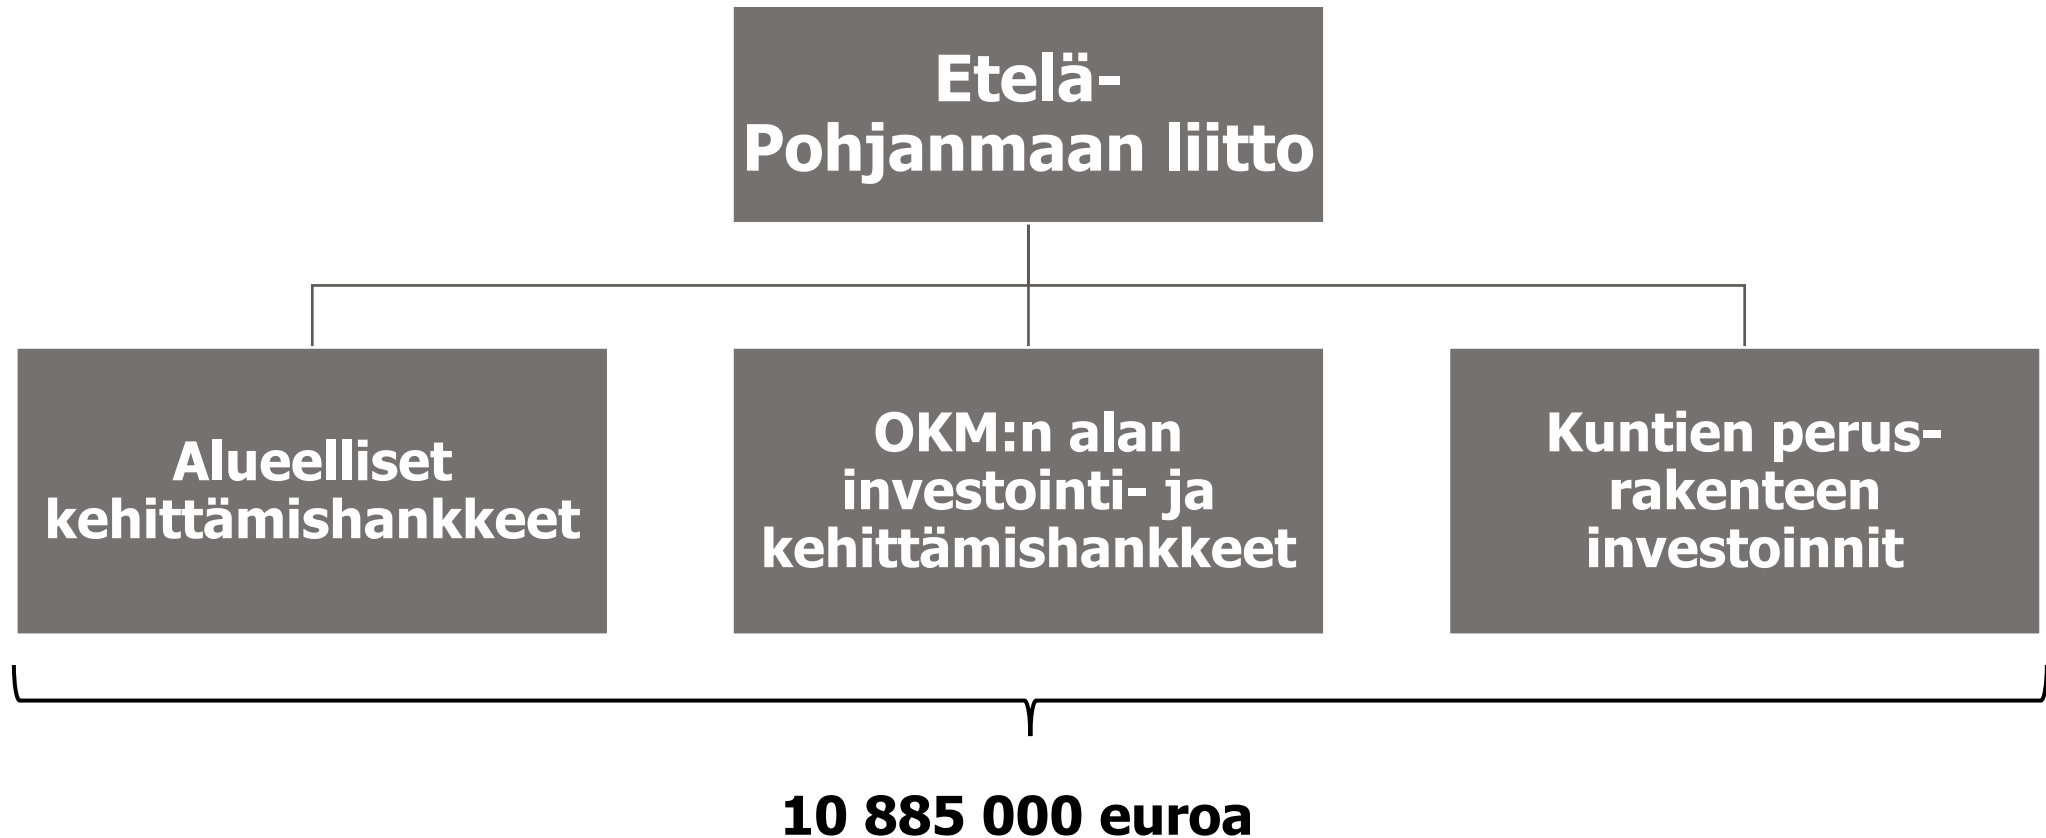 Etelä-
Pohjanmaan liitto
Alueelliset
kehittämishankkeet
OKM:n alan
investointi- ja
kehittämishankkeet
Kuntien perus-
rakenteen
investoinnit
10 885 000 euroa